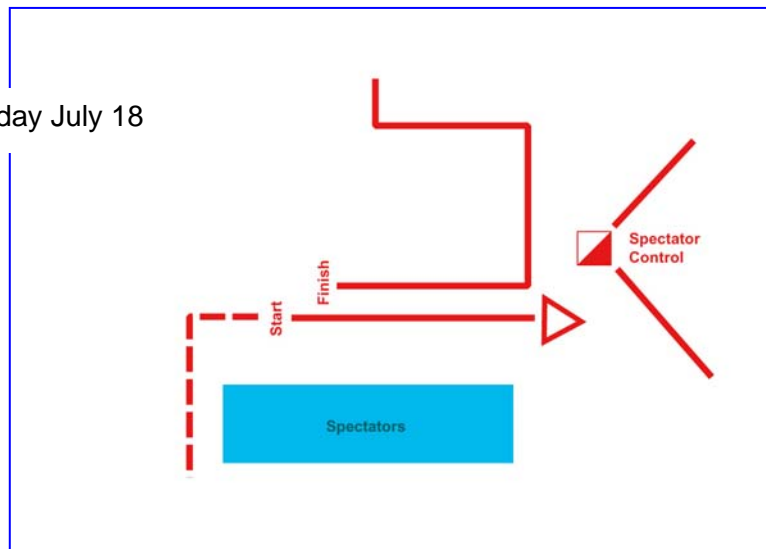 day July 18
Spectator
Control
Finish
Start
Spectators